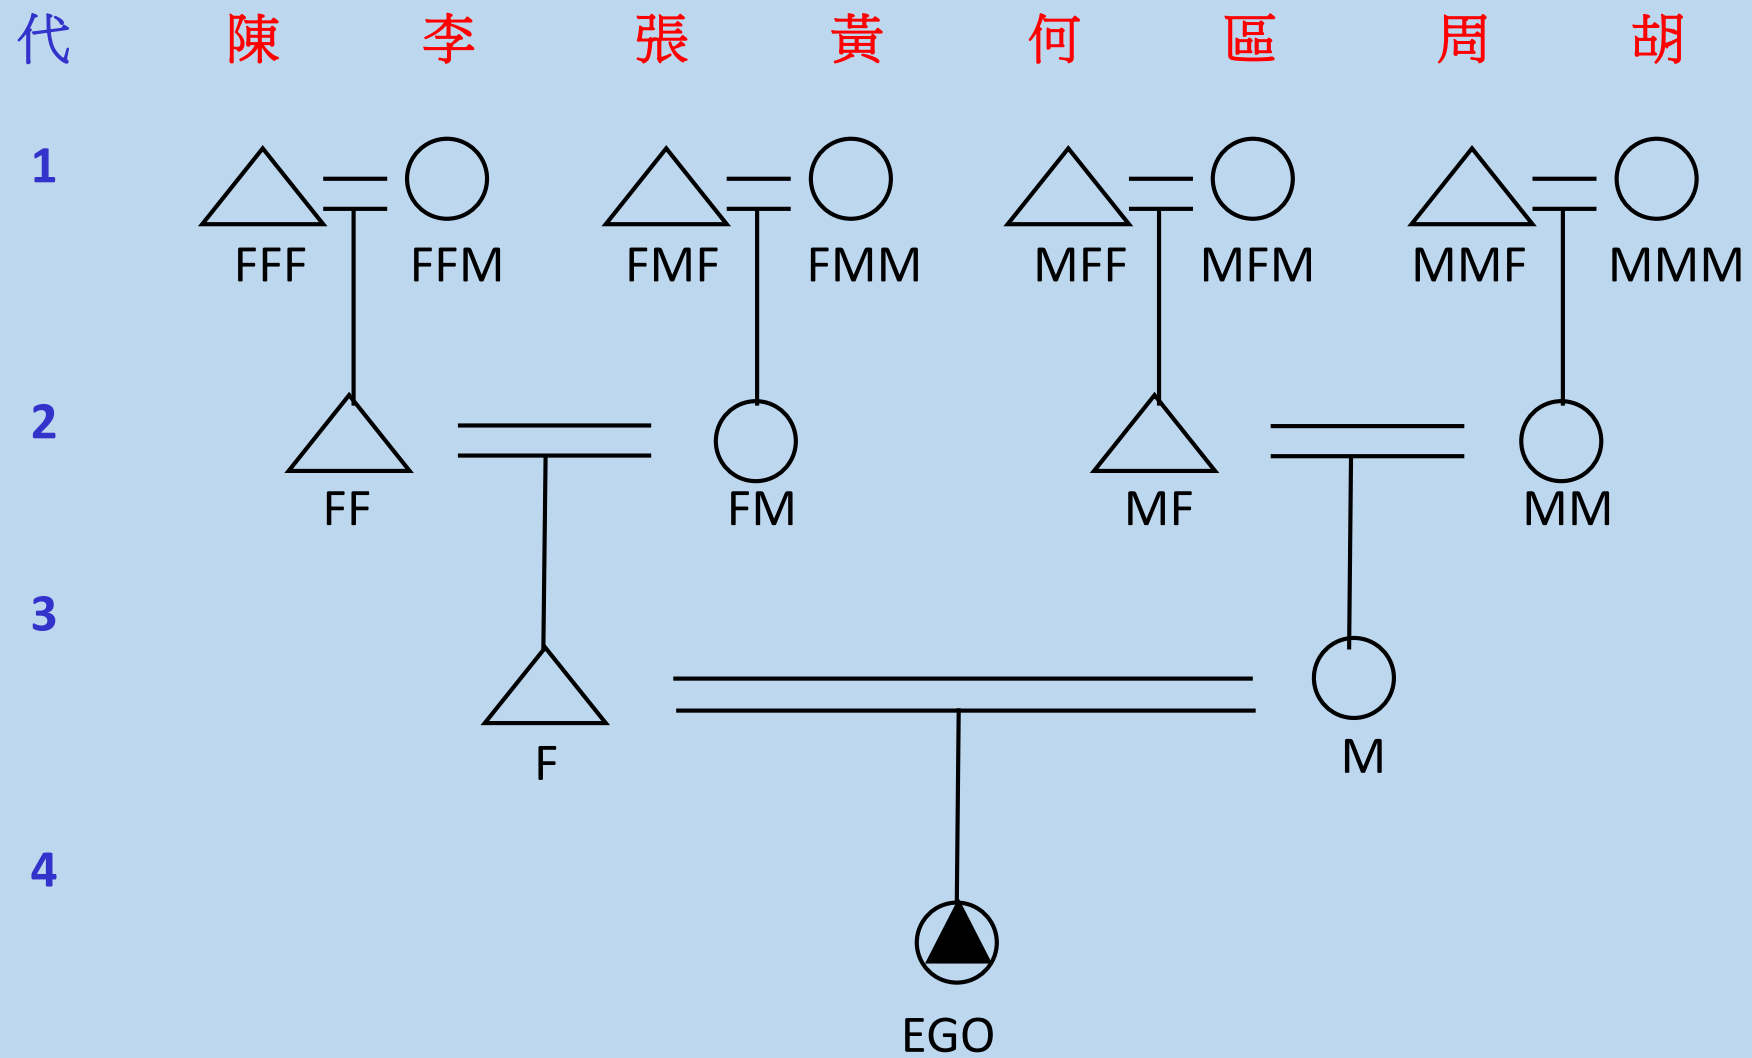 代 陳 李 張 黃 何 區 周 胡
1
FFF FFM FMF FMM MFF MFM MMF MMM
2
FF FM MF MM
3
F M
4
EGO